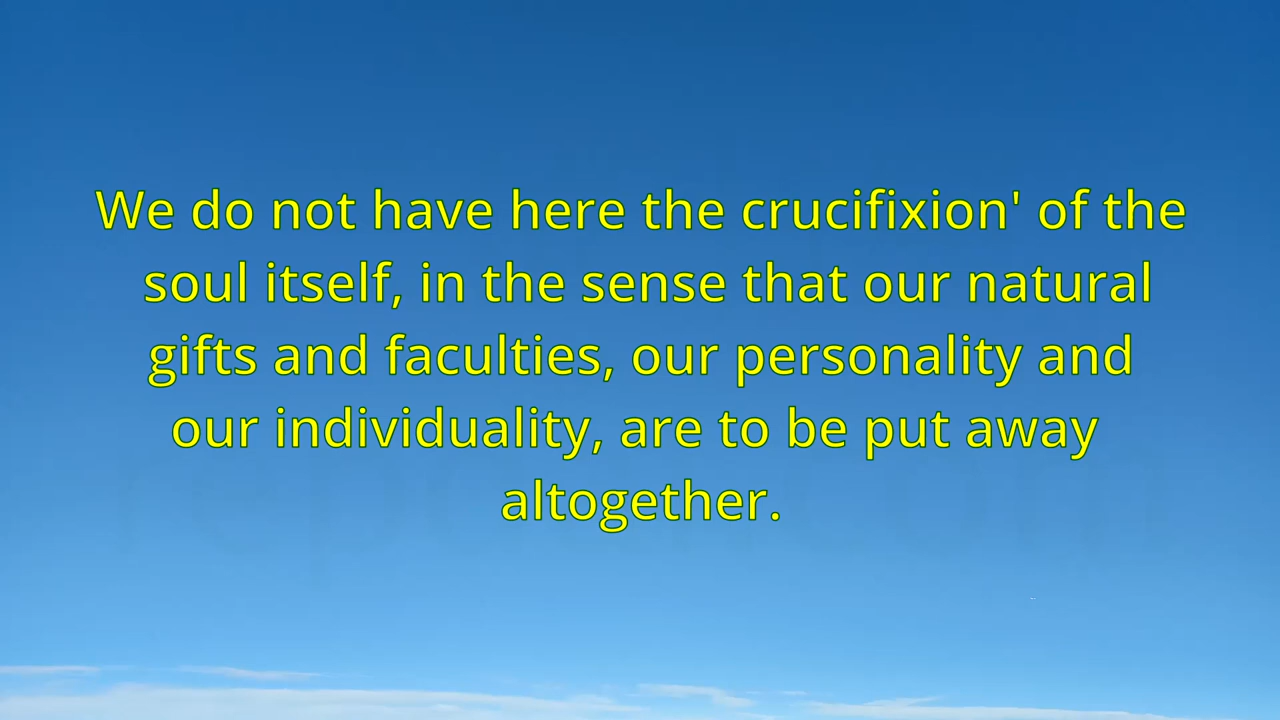 We do not have here the crucifixion' of the
soul itself, in the sense that our natural
gifts and faculties, our personality and
our individuality, are to be put away
altogether.